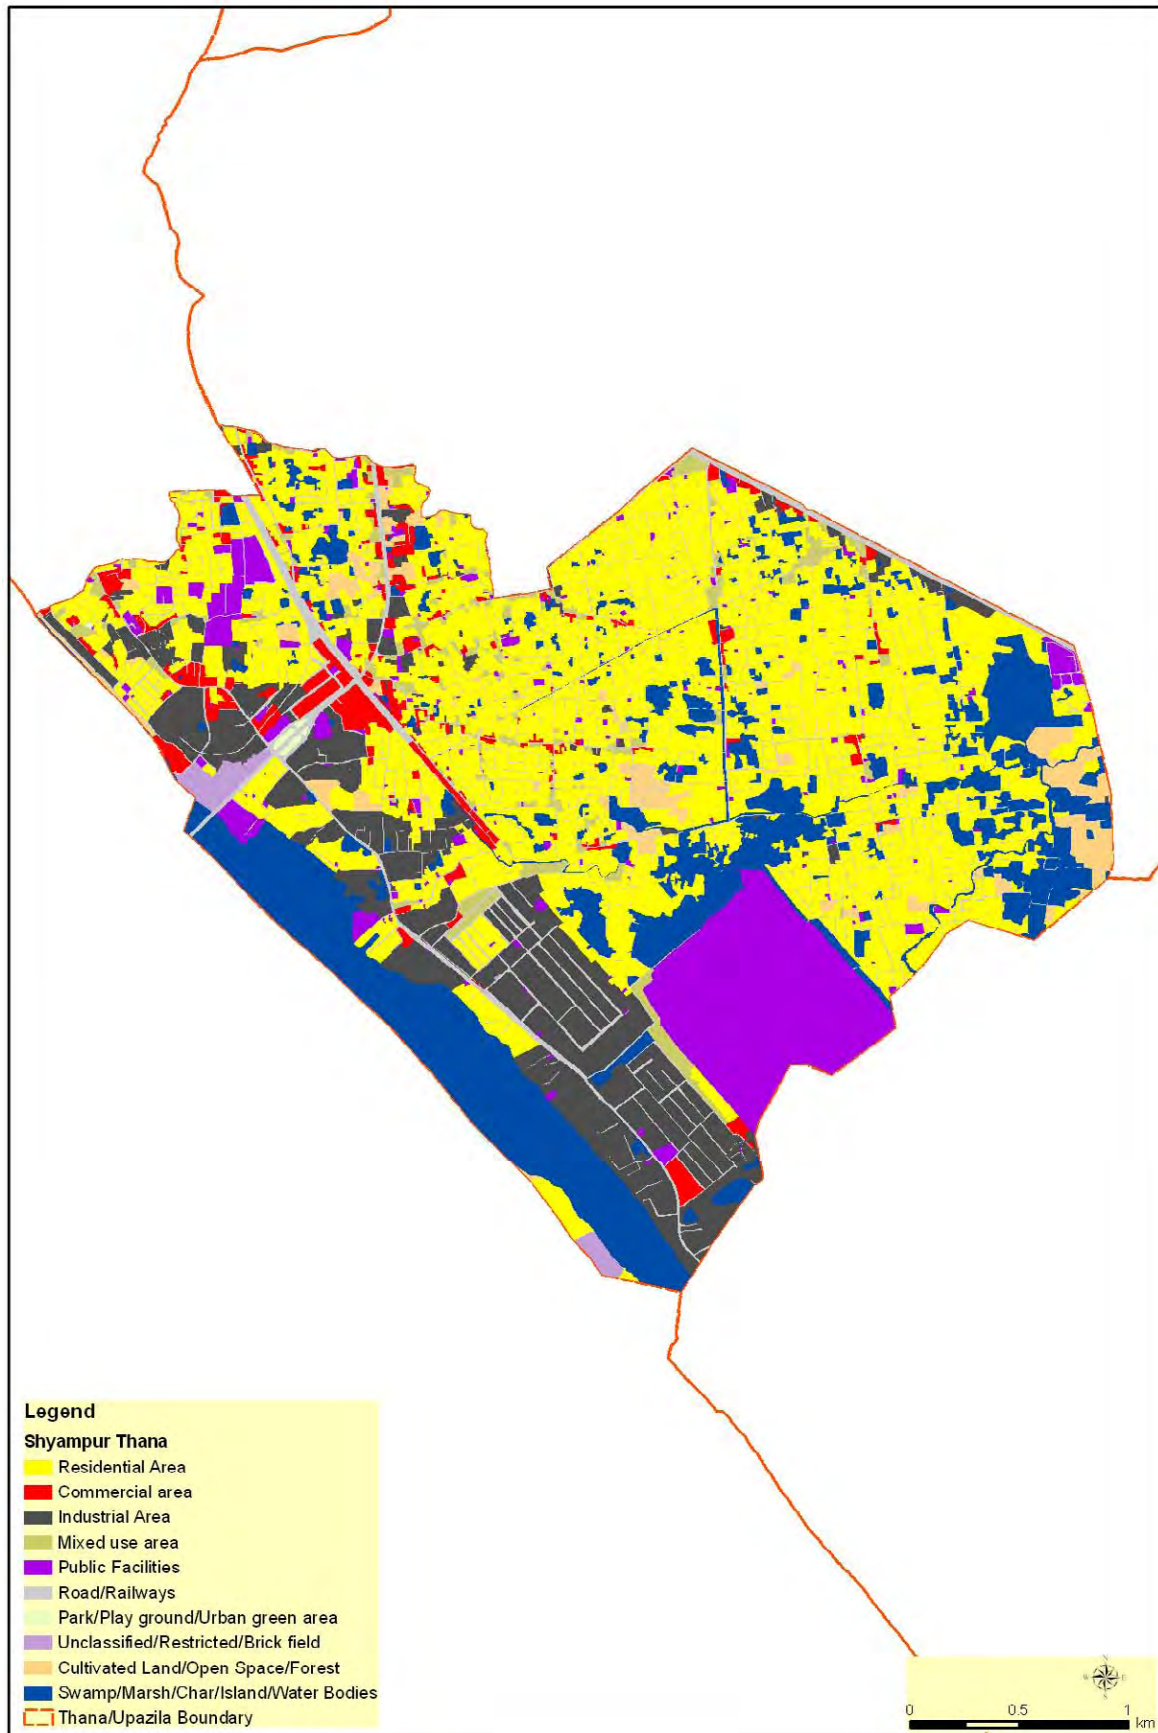 Legend
Shyampur Thana
Residential Area
Commercial area
Industrial Area
Mixed use area
Public Facilities
Road/Railways
Park/Play ground/Urban green area
Unclassified/Restricted/Brick field
Cultivated Land/Open Space/Forest
Swamp/Marsh/Char/Island/Water Bodies
Thana/Upazila Boundary
N
W E
S
0 0.5 1
km